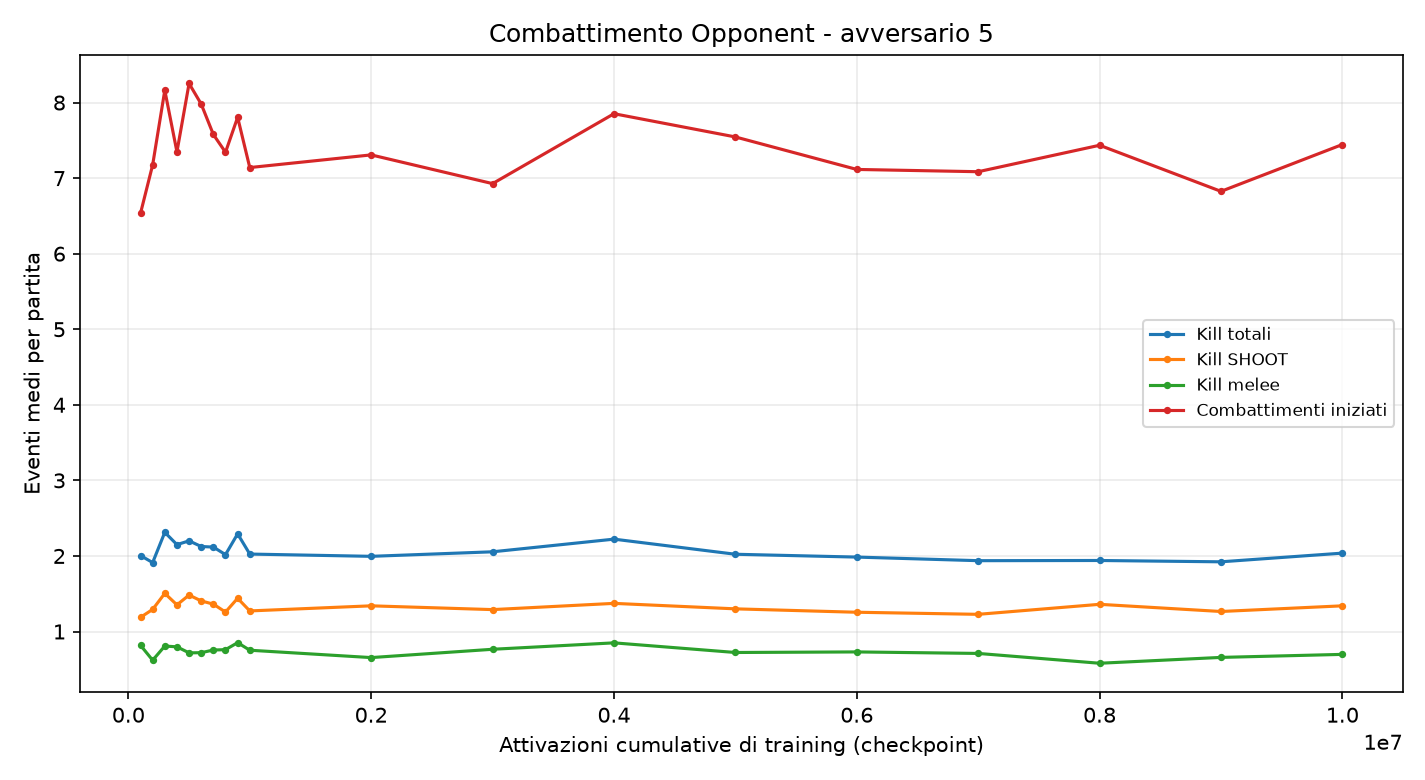 Combattimento Opponent - avversario 5
Eventi medi per partita
8
7
6
5
4
3
2
1
Kill totali
Kill SHOOT
Kill melee
Combattimenti iniziati
0.0 0.2 0.4 0.6 0.8 1.0
1e7
Attivazioni cumulative di training (checkpoint)